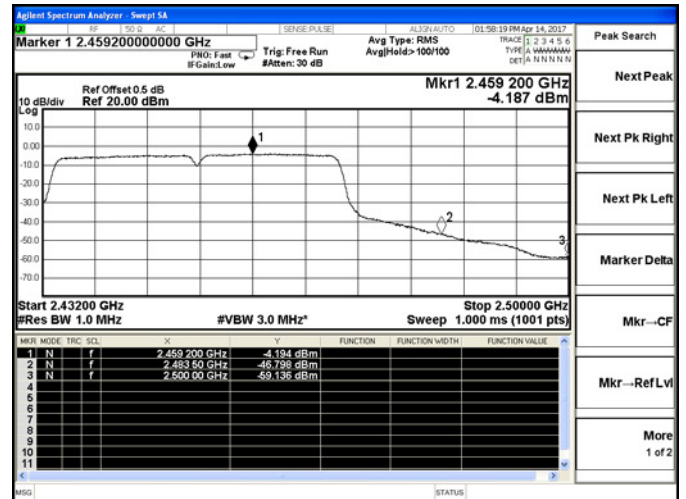 Agilent Spectrum Analyzer - Swept SA
RF 50 Ω AC SENSE:PULSE ALIGN AUTO 01:58:19 PM Apr 14, 2017
Marker 1 2.459200000000 GHz
PNO: Fast Trig: Free Run Avg Type: RMS TRACE 1 2 3 4 5 6
IFGain:Low #Atten: 30 dB Avg|Hold:>100/100 TYPE A WWWWW
DET A N N N N N
Peak Search
Mkr1 2.459 200 GHz
-4.187 dBm
Ref Offset 0.5 dB
10 dB/div Ref 20.00 dBm
Log
10.0
0.00
-10.0
-20.0
-30.0
-40.0
-50.0
-60.0
-70.0
1
2
3
Start 2.43200 GHz Stop 2.50000 GHz
#Res BW 1.0 MHz #VBW 3.0 MHz* Sweep 1.000 ms (1001 pts)
MKR MODE TRC SCL X Y FUNCTION FUNCTION WIDTH FUNCTION VALUE
1 N 1 f 2.459 200 GHz -4.194 dBm
2 N 1 f 2.483 50 GHz -46.798 dBm
3 N 1 f 2.500 00 GHz -59.136 dBm
4
5
6
7
8
9
10
11
MSG STATUS
Next Peak
Next Pk Right
Next Pk Left
Marker Delta
Mkr→CF
Mkr→Ref Lvl
More
1 of 2